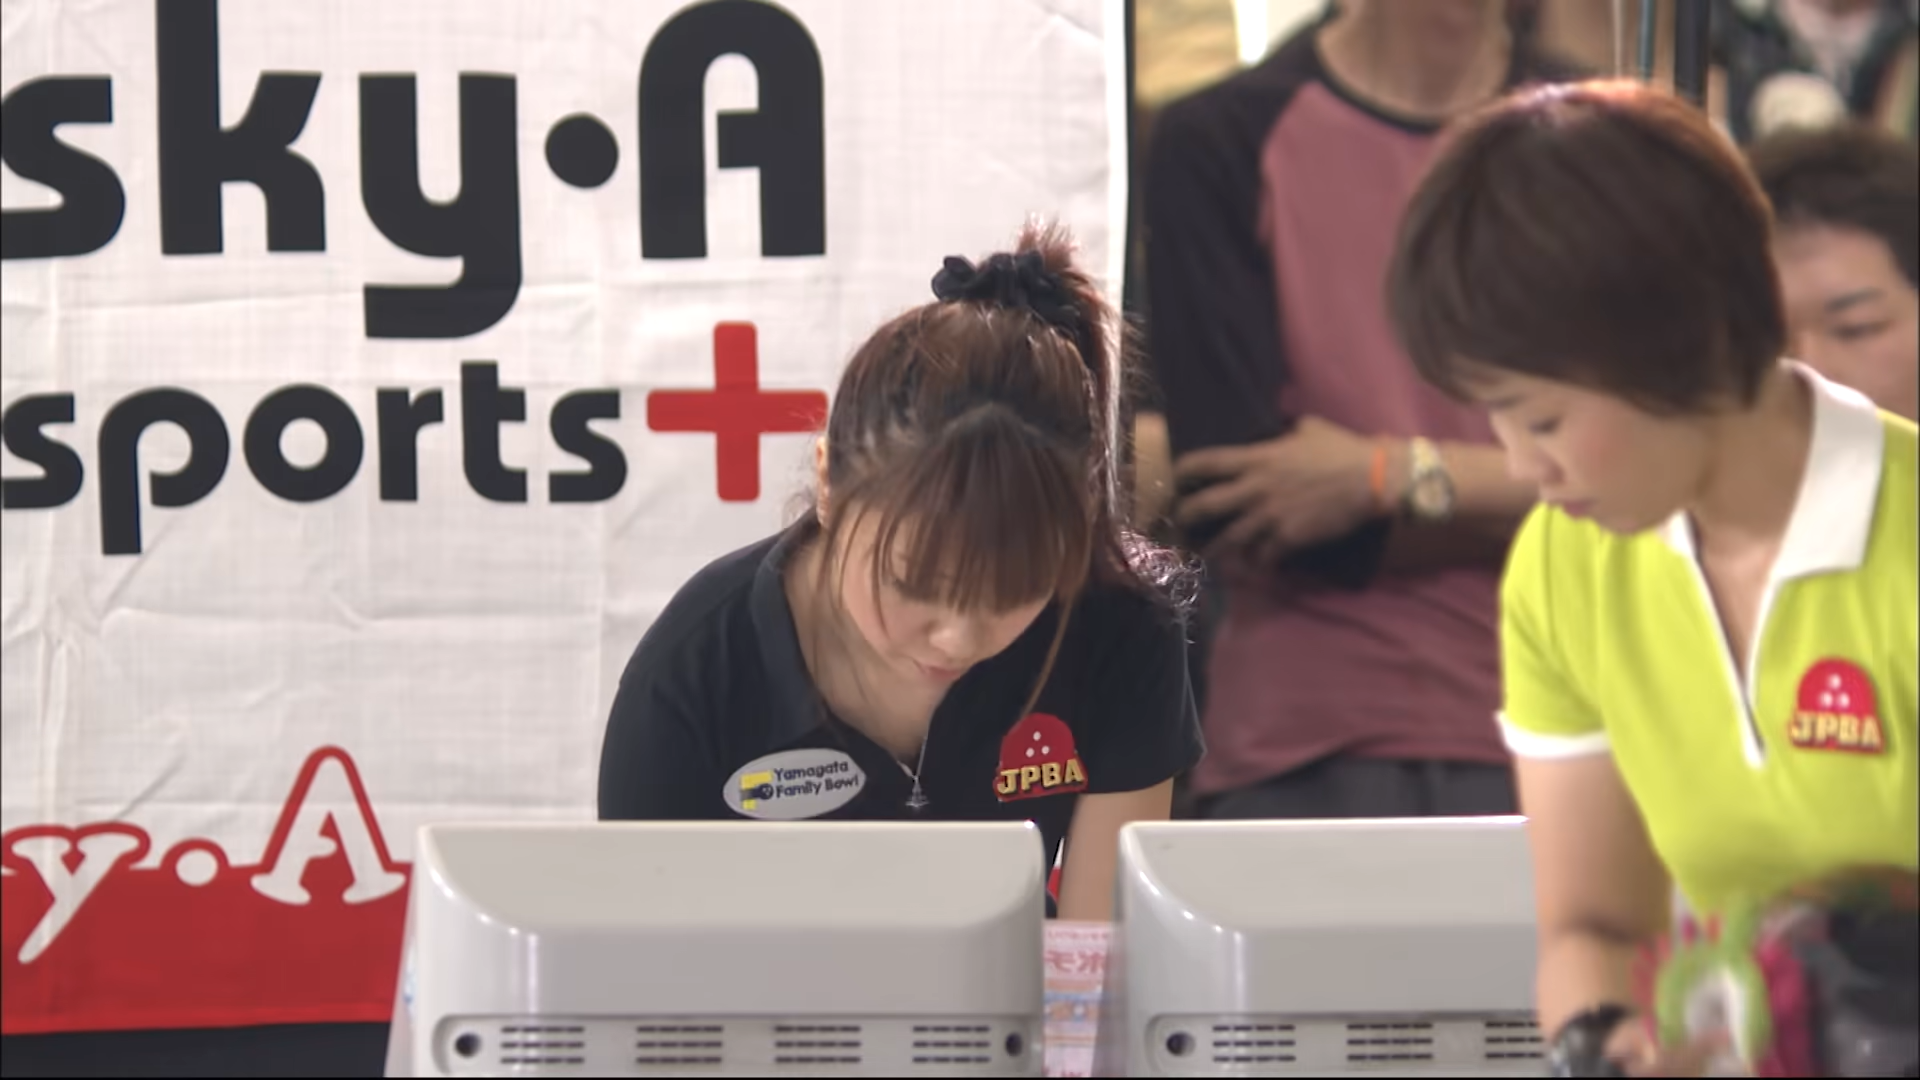 sky・A
sports+
y・A
Yamagata
Family Bowl
JPBA
JPBA